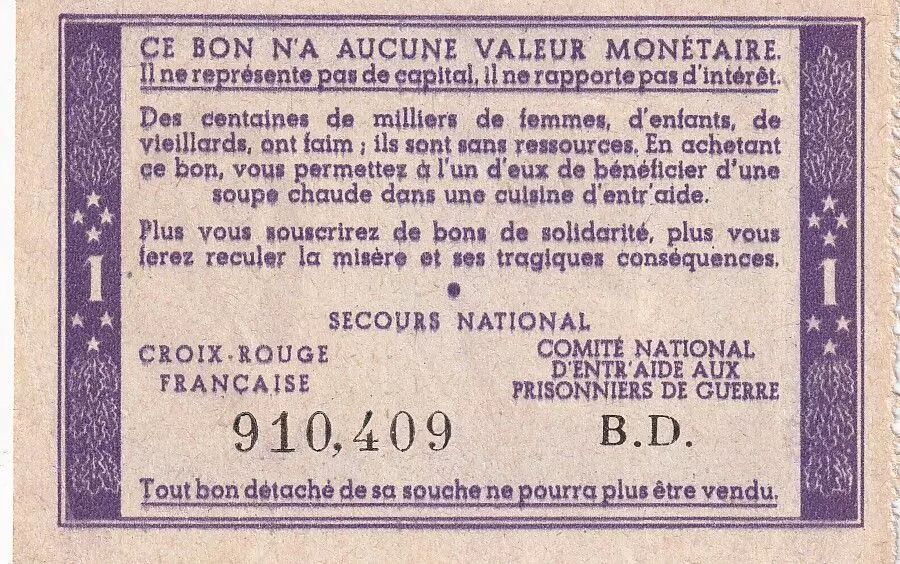 CE BON N'A AUCUNE VALEUR MONÉTAIRE.
Il ne représente pas de capital, il ne rapporte pas d'intérêt.
Des centaines de milliers de femmes, d'enfants, de
vieillards, ont faim ; ils sont sans ressources. En achetant
ce bon, vous permettez à l'un d'eux de bénéficier d'une
soupe chaude dans une cuisine d'entr'aide.
Plus vous souscrirez de bons de solidarité, plus vous
ferez reculer la misère et ses tragiques conséquences.
1
1
SECOURS NATIONAL
CROIX-ROUGE
FRANÇAISE
COMITÉ NATIONAL
D'ENTR'AIDE AUX
PRISONNIERS DE GUERRE
910,409
B.D.
Tout bon détaché de sa souche ne pourra plus être vendu.